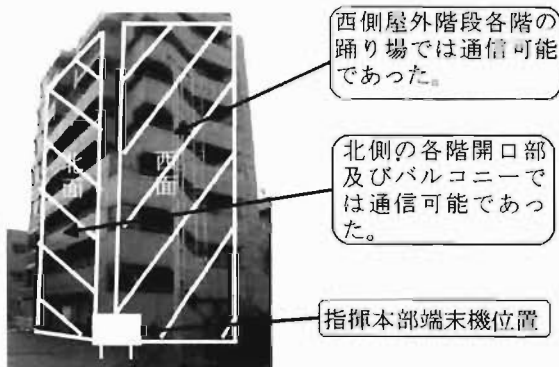 西側屋外階段各階の
踊り場では通信可能
であった。
北面
西面
北側の各階開口部
及びバルコニーで
は通信可能であっ
た。
指揮本部端末機位置